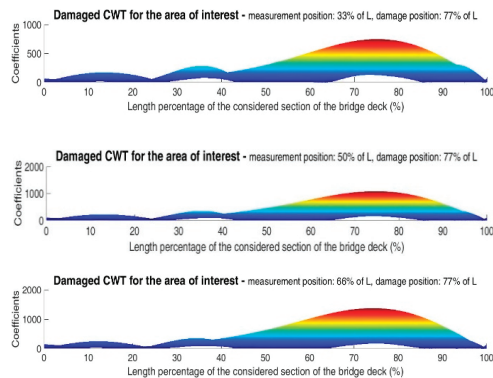 Damaged CWT for the area of interest - measurement position: 33% of L, damage position: 77% of L
Coefficients
1000
500
0
0 10 20 30 40 50 60 70 80 90 100
Length percentage of the considered section of the bridge deck (%)
Damaged CWT for the area of interest - measurement position: 50% of L, damage position: 77% of L
Coefficients
2000
1000
0
0 10 20 30 40 50 60 70 80 90 100
Length percentage of the considered section of the bridge deck (%)
Damaged CWT for the area of interest - measurement position: 66% of L, damage position: 77% of L
Coefficients
2000
1000
0
0 10 20 30 40 50 60 70 80 90 100
Length percentage of the considered section of the bridge deck (%)